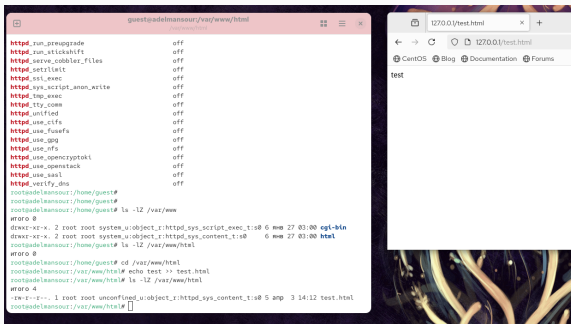 guest@adelmansour:/var/www/html
/var/www/html
httpd_run_preupgrade off
httpd_run_stickshift off
httpd_serve_cobbler_files off
httpd_setrlimit off
httpd_ssi_exec off
httpd_sys_script_anon_write off
httpd_tmp_exec off
httpd_tty_comm off
httpd_unified off
httpd_use_cifs off
httpd_use_fusefs off
httpd_use_gpg off
httpd_use_nfs off
httpd_use_opencryptoki off
httpd_use_openstack off
httpd_use_sasl off
httpd_verify_dns off
root@adelmansour:/home/guest#
root@adelmansour:/home/guest#
root@adelmansour:/home/guest# ls -lZ /var/www
итого 0
drwxr-xr-x. 2 root root system_u:object_r:httpd_sys_script_exec_t:s0 6 янв 27 03:00 cgi-bin
drwxr-xr-x. 2 root root system_u:object_r:httpd_sys_content_t:s0 6 янв 27 03:00 html
root@adelmansour:/home/guest# ls -lZ /var/www/html
итого 0
root@adelmansour:/home/guest# cd /var/www/html
root@adelmansour:/var/www/html# echo test >> test.html
root@adelmansour:/var/www/html# ls -lZ /var/www/html
итого 4
-rw-r--r--. 1 root root unconfined_u:object_r:httpd_sys_content_t:s0 5 апр 3 14:12 test.html
root@adelmansour:/var/www/html#
127.0.0.1/test.html
127.0.0.1/test.html
CentOS Blog Documentation Forums
test